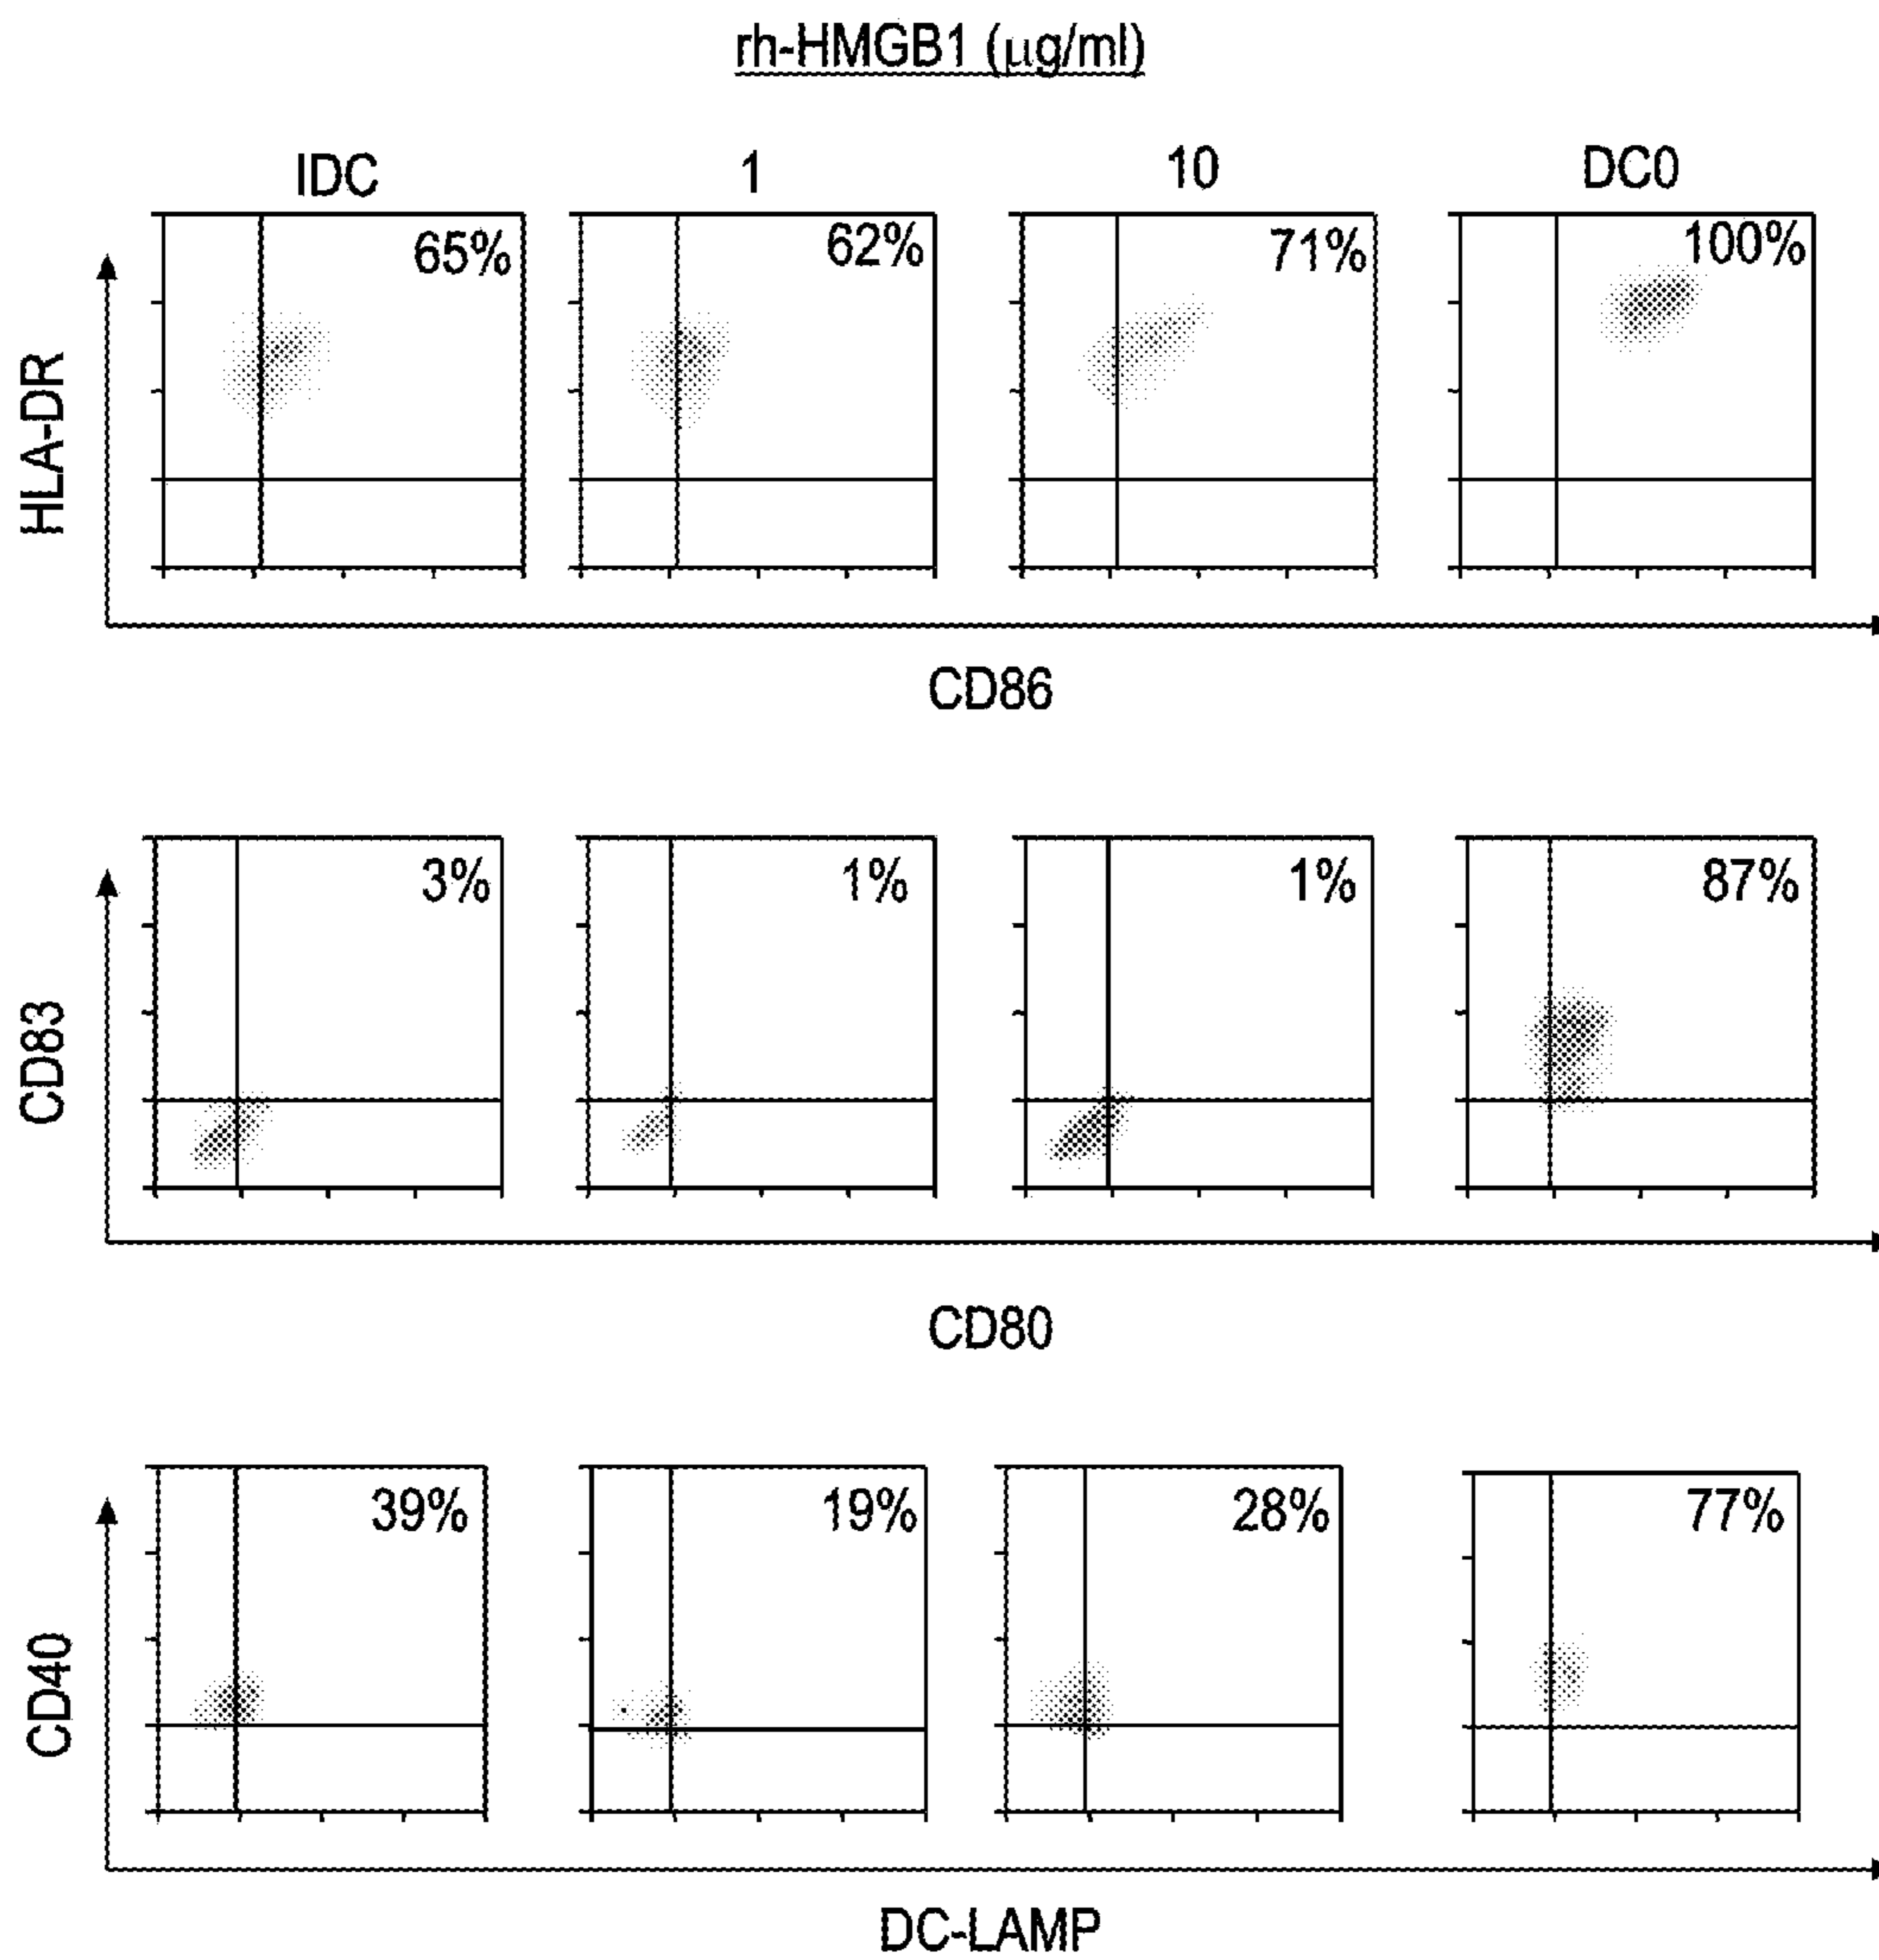 rh-HMGB1 (μg/ml)
IDC 1 10 DC0
65% 62% 71% 100%
HLA-DR
CD86
3% 1% 1% 87%
CD83
CD80
39% 19% 28% 77%
CD40
DC-LAMP